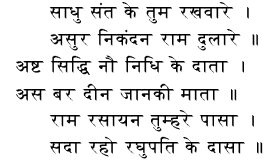 साधु संत के तुम रखवारे ।
असुर निकंदन राम दुलारे ॥
अष्ट सिद्धि नौ निधि के दाता ।
अस बर दीन जानकी माता ॥
राम रसायन तुम्हरे पासा ।
सदा रहो रघुपति के दासा ॥